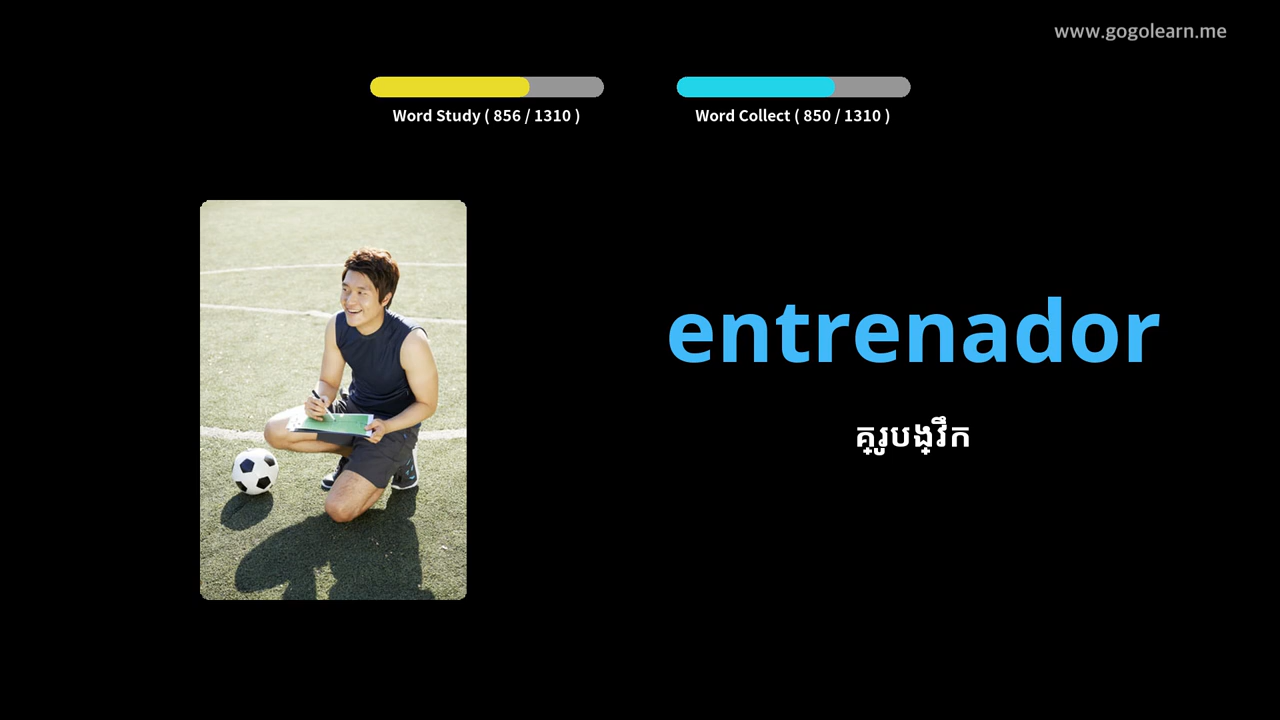 www.gogolearn.me
Word Study ( 856 / 1310 )
Word Collect ( 850 / 1310 )
entrenador
គ្រូបង្វឹក